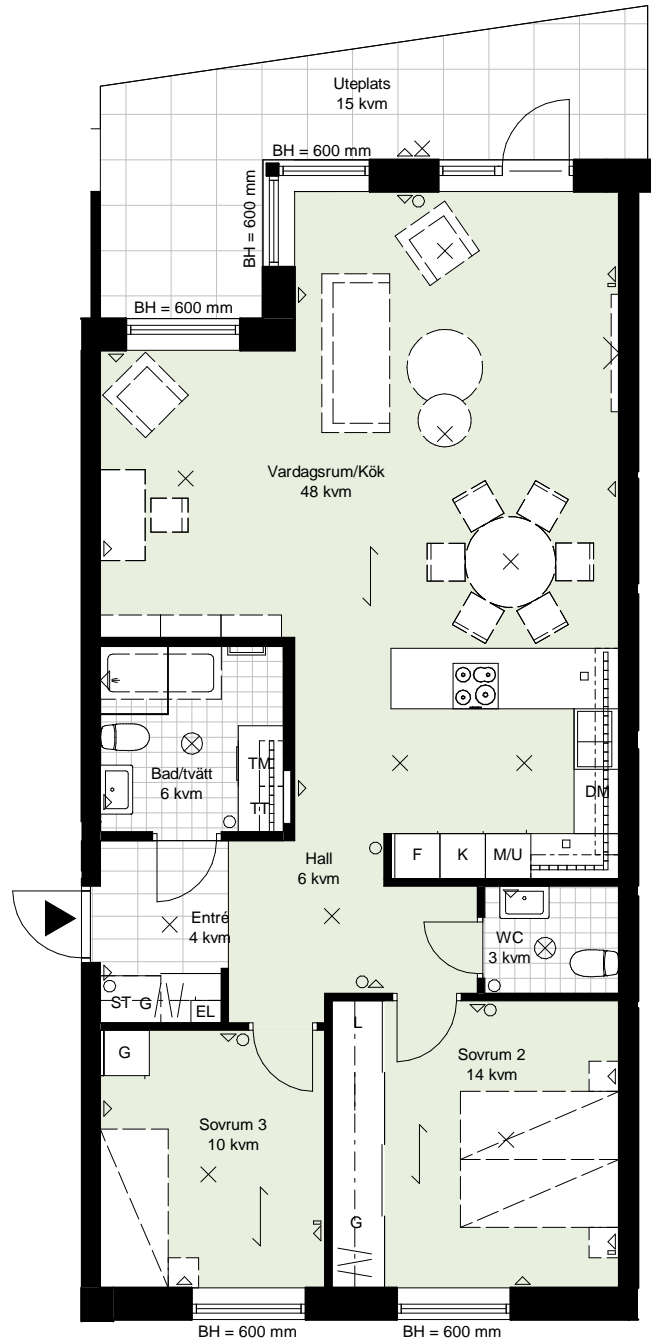 Uteplats
15 kvm
BH = 600 mm
BH = 600 mm
BH = 600 mm
Vardagsrum/Kök
48 kvm
TM
TT
Bad/tvätt
6 kvm
DM
F
K
M/U
Hall
6 kvm
Entré
4 kvm
WC
3 kvm
ST
G
EL
G
L
Sovrum 2
14 kvm
Sovrum 3
10 kvm
G
BH = 600 mm
BH = 600 mm